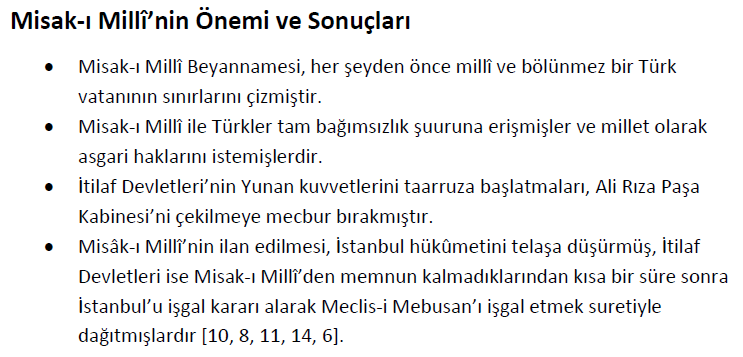 Misak-ı Millî’nin Önemi ve Sonuçları
• Misak-ı Millî Beyannamesi, her şeyden önce millî ve bölünmez bir Türk
vatanının sınırlarını çizmiştir.
• Misak-ı Millî ile Türkler tam bağımsızlık şuuruna erişmişler ve millet olarak
asgari haklarını istemişlerdir.
• İtilaf Devletleri’nin Yunan kuvvetlerini taarruza başlatmaları, Ali Rıza Paşa
Kabinesi’ni çekilmeye mecbur bırakmıştır.
• Misâk-ı Millî’nin ilan edilmesi, İstanbul hükûmetini telaşa düşürmüş, İtilaf
Devletleri ise Misak-ı Millî’den memnun kalmadıklarından kısa bir süre sonra
İstanbul’u işgal kararı alarak Meclis-i Mebusan’ı işgal etmek suretiyle
dağıtmışlardır [10, 8, 11, 14, 6].